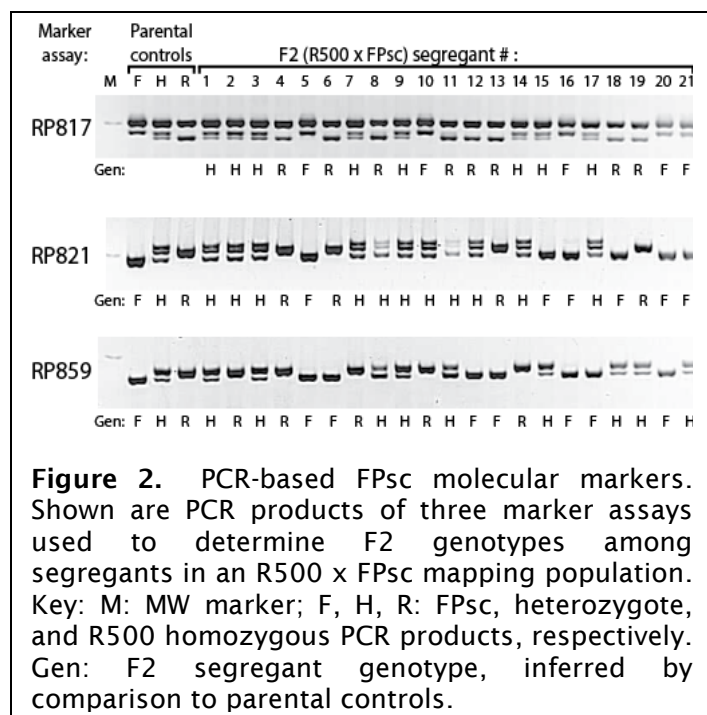 Marker assay:
Parental controls
F2 (R500 x FPsc) segregant # :
M F H R 1 2 3 4 5 6 7 8 9 10 11 12 13 14 15 16 17 18 19 20 21
RP817
Gen: H H H R F R H R H F R R R H H F H R R F F
RP821
Gen: F H R H H H R F R H H H H H H R H F F H F R F F
RP859
Gen: F H R H R H R F F R H H R H F F R H F F H H F H
Figure 2. PCR-based FPsc molecular markers.
Shown are PCR products of three marker assays
used to determine F2 genotypes among
segregants in an R500 x FPsc mapping population.
Key: M: MW marker; F, H, R: FPsc, heterozygote,
and R500 homozygous PCR products, respectively.
Gen: F2 segregant genotype, inferred by
comparison to parental controls.